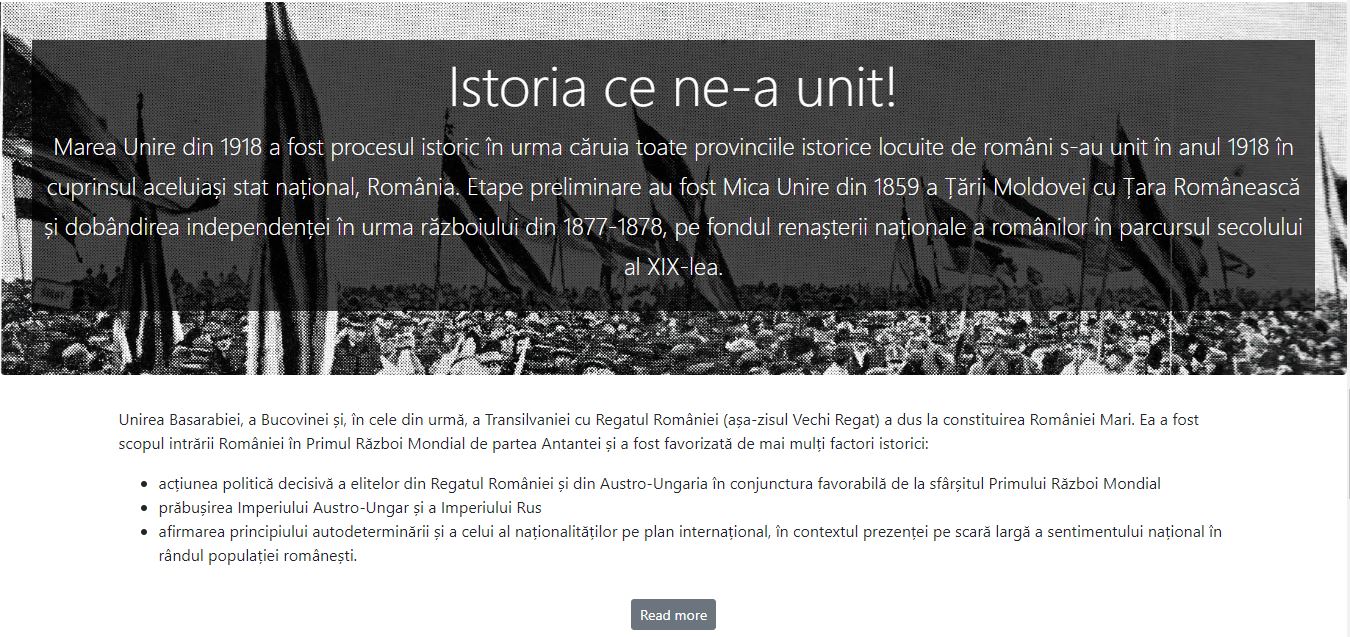 Istoria ce ne-a unit!
Marea Unire din 1918 a fost procesul istoric în urma căruia toate provinciile istorice locuite de români s-au unit în anul 1918 în
cuprinsul aceluiași stat național, România. Etape preliminare au fost Mica Unire din 1859 a Țării Moldovei cu Țara Românească
și dobândirea independenței în urma războiului din 1877-1878, pe fondul renașterii naționale a românilor în parcursul secolului
al XIX-lea.
Unirea Basarabiei, a Bucovinei și, în cele din urmă, a Transilvaniei cu Regatul României (așa-zisul Vechi Regat) a dus la constituirea României Mari. Ea a fost
scopul intrării României în Primul Război Mondial de partea Antantei și a fost favorizată de mai mulți factori istorici:
• acțiunea politică decisivă a elitelor din Regatul României și din Austro-Ungaria în conjunctura favorabilă de la sfârșitul Primului Război Mondial
• prăbușirea Imperiului Austro-Ungar și a Imperiului Rus
• afirmarea principiului autodeterminării și a celui al naționalităților pe plan internațional, în contextul prezenței pe scară largă a sentimentului național în
rândul populației românești.
Read more